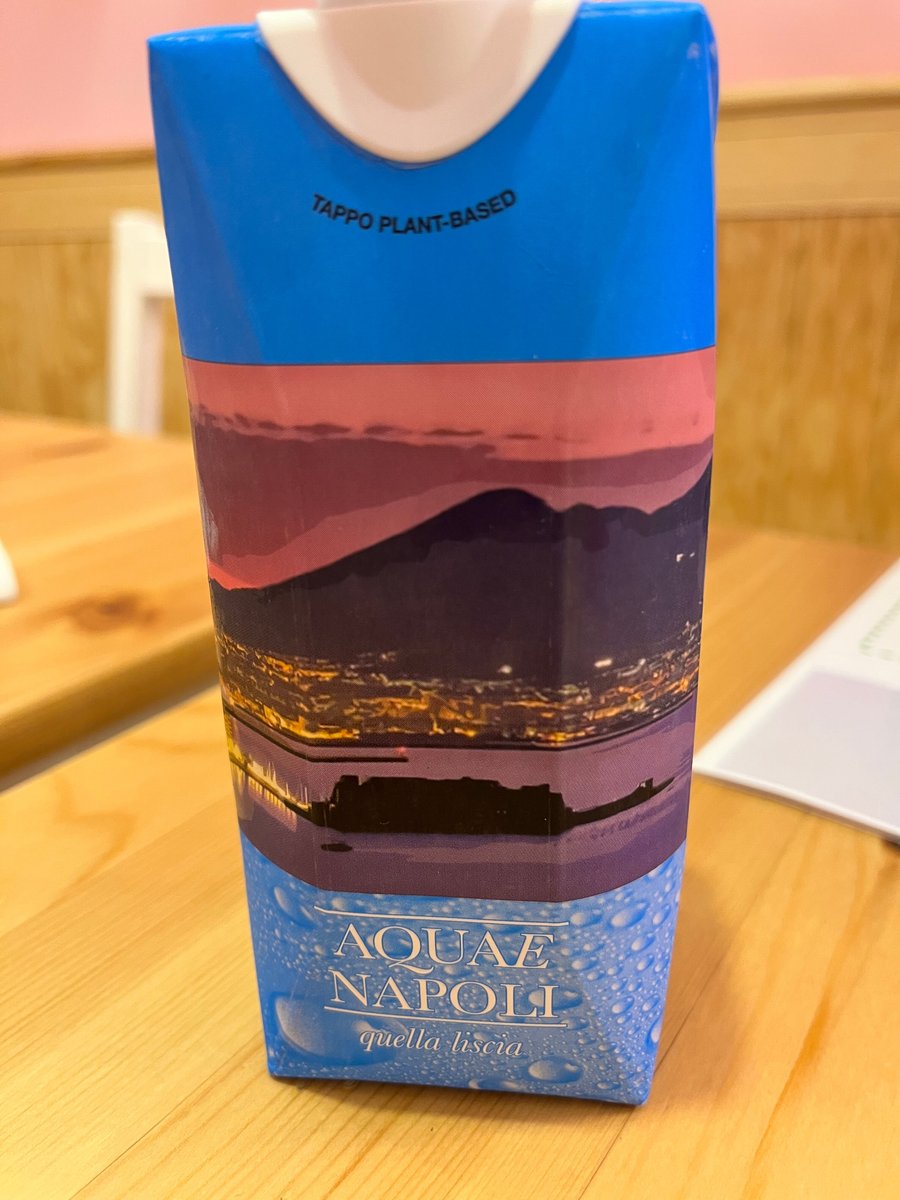 TAPPO PLANT-BASED
AQUAE
NAPOLI
quella liscia